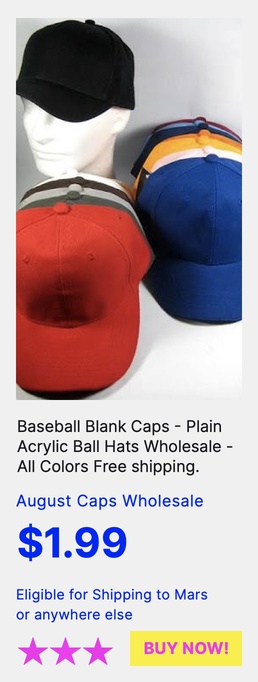 Baseball Blank Caps - Plain
Acrylic Ball Hats Wholesale -
All Colors Free shipping.
August Caps Wholesale
$1.99
Eligible for Shipping to Mars
or anywhere else
BUY NOW!